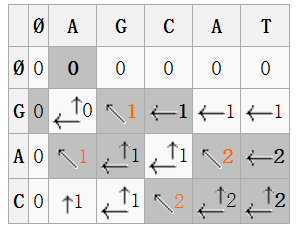 Ø A G C A T
Ø 0 0 0 0 0 0
G 0 ↖↑0 ↖1 ←1 ←1 ←1
A 0 ↖1 ←↑1 ←↑1 ↖2 ←2
C 0 ↑1 ←↑1 ↖2 ←↑2 ←↑2